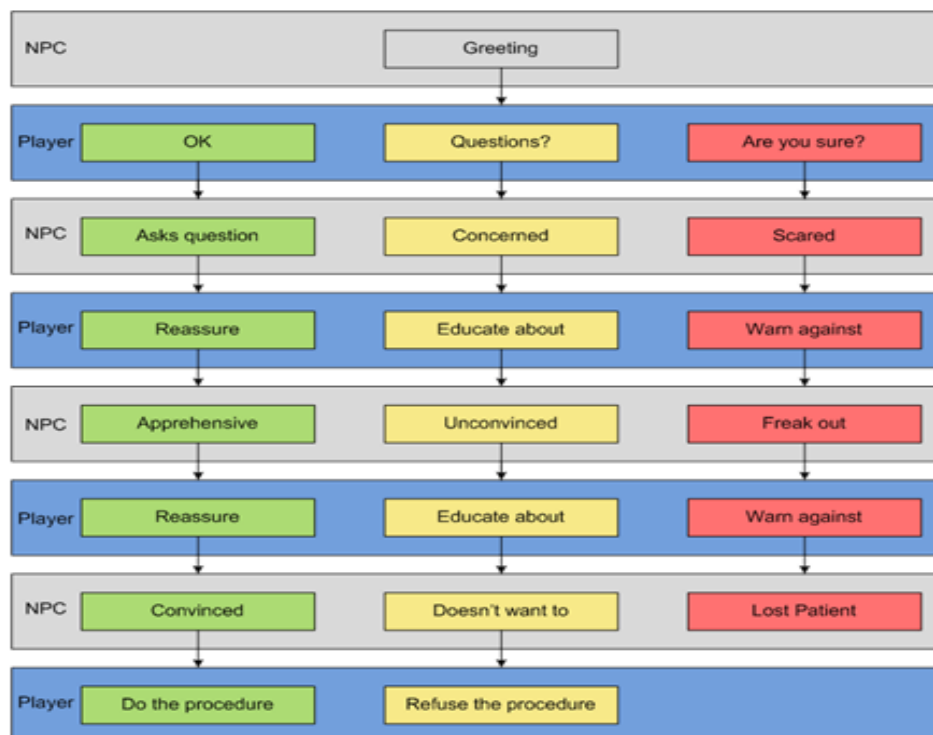 NPC
Greeting
Player
OK
Questions?
Are you sure?
NPC
Asks question
Concerned
Scared
Player
Reassure
Educate about
Warn against
NPC
Apprehensive
Unconvinced
Freak out
Player
Reassure
Educate about
Warn against
NPC
Convinced
Doesn't want to
Lost Patient
Player
Do the procedure
Refuse the procedure